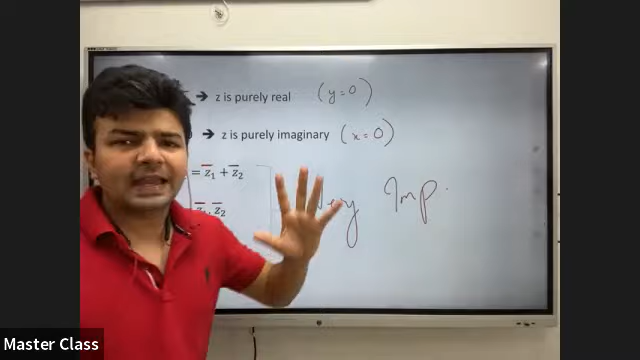 → z is purely real (y=0)
→ z is purely imaginary (x=0)
= z̅₁ + z̅₂
z̅₁. z̅₂
Very Imp.
Master Class